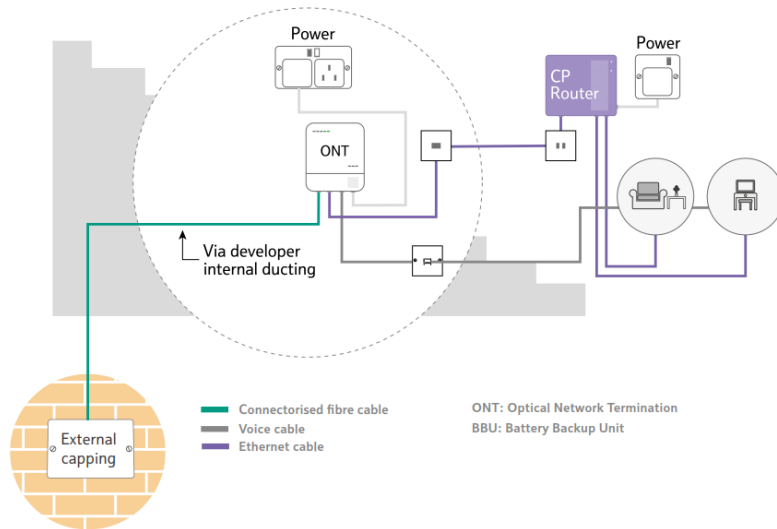 Power
Power
CP
Router
ONT
Via developer
internal ducting
External
capping
Connectorised fibre cable
Voice cable
Ethernet cable
ONT: Optical Network Termination
BBU: Battery Backup Unit